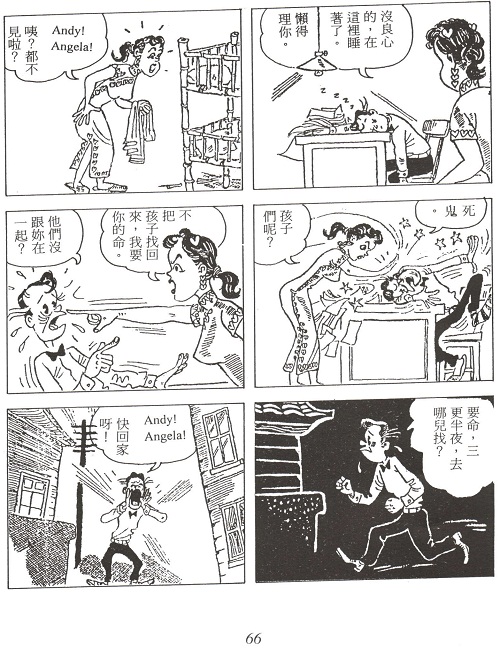 沒良心
的，在
這裡睡
著了。
懶得
理你。
Andy!
Angela!
咦？都不
見啦？
死
鬼。
孩子
們呢？
不
把
孩子找回
來，我要
你的命。
他們沒
跟妳在
一起？
要命，三
更半夜，去
哪兒找？
Andy!
Angela!
快回家
呀！
66